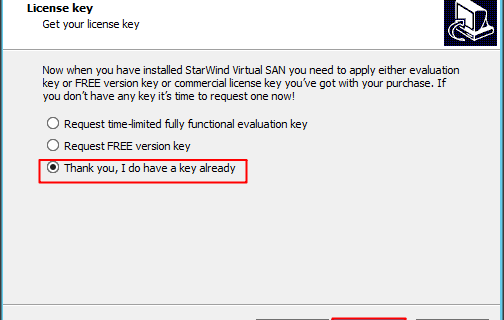 License key
Get your license key
Now when you have installed StarWind Virtual SAN you need to apply either evaluation
key or FREE version key or commercial license key you've got with your purchase. If
you don't have any key it's time to request one now!
Request time-limited fully functional evaluation key
Request FREE version key
Thank you, I do have a key already